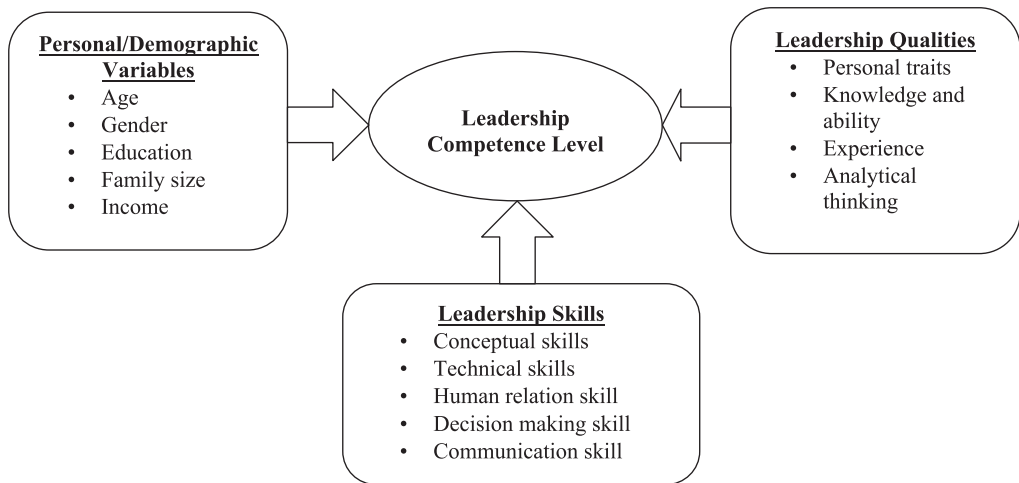 Personal/Demographic
Variables
• Age
• Gender
• Education
• Family size
• Income
Leadership
Competence Level
Leadership Qualities
• Personal traits
• Knowledge and
ability
• Experience
• Analytical
thinking
Leadership Skills
• Conceptual skills
• Technical skills
• Human relation skill
• Decision making skill
• Communication skill